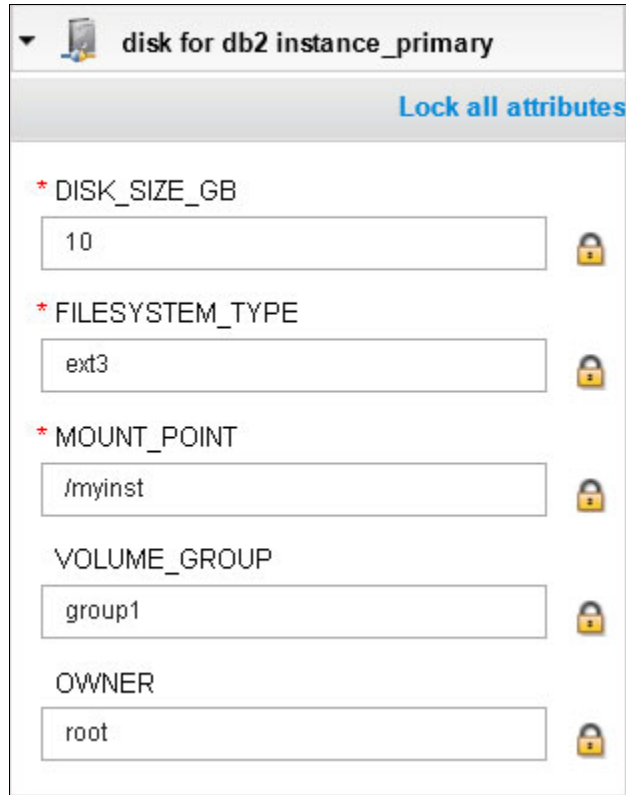 disk for db2 instance_primary
Lock all attributes
* DISK_SIZE_GB
10
* FILESYSTEM_TYPE
ext3
* MOUNT_POINT
/myinst
VOLUME_GROUP
group1
OWNER
root